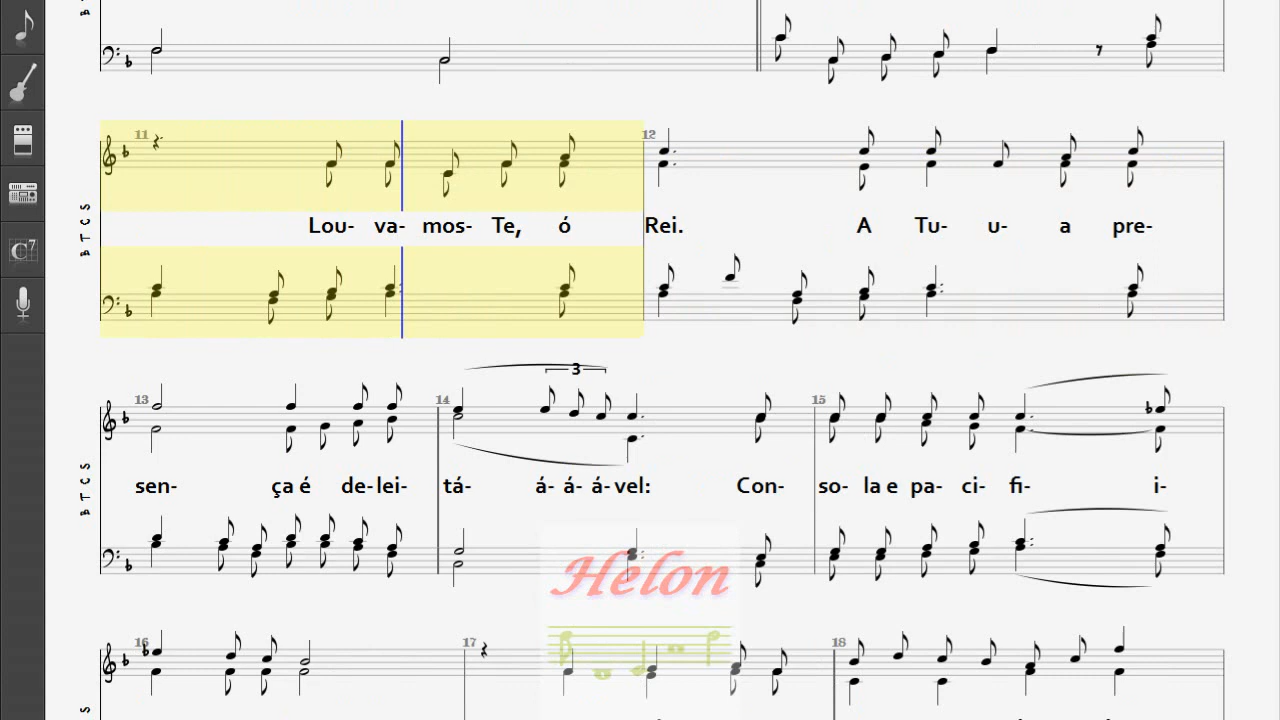 11
12
B T C S
Lou- va- mos- Te, ó Rei. A Tu- u- a pre-
C7
3
13
14
15
B T C S
sen- ça é de- lei- tá- á- á- á- vel: Con- so- la e pa- ci- fi- i-
Helon
16
17
18